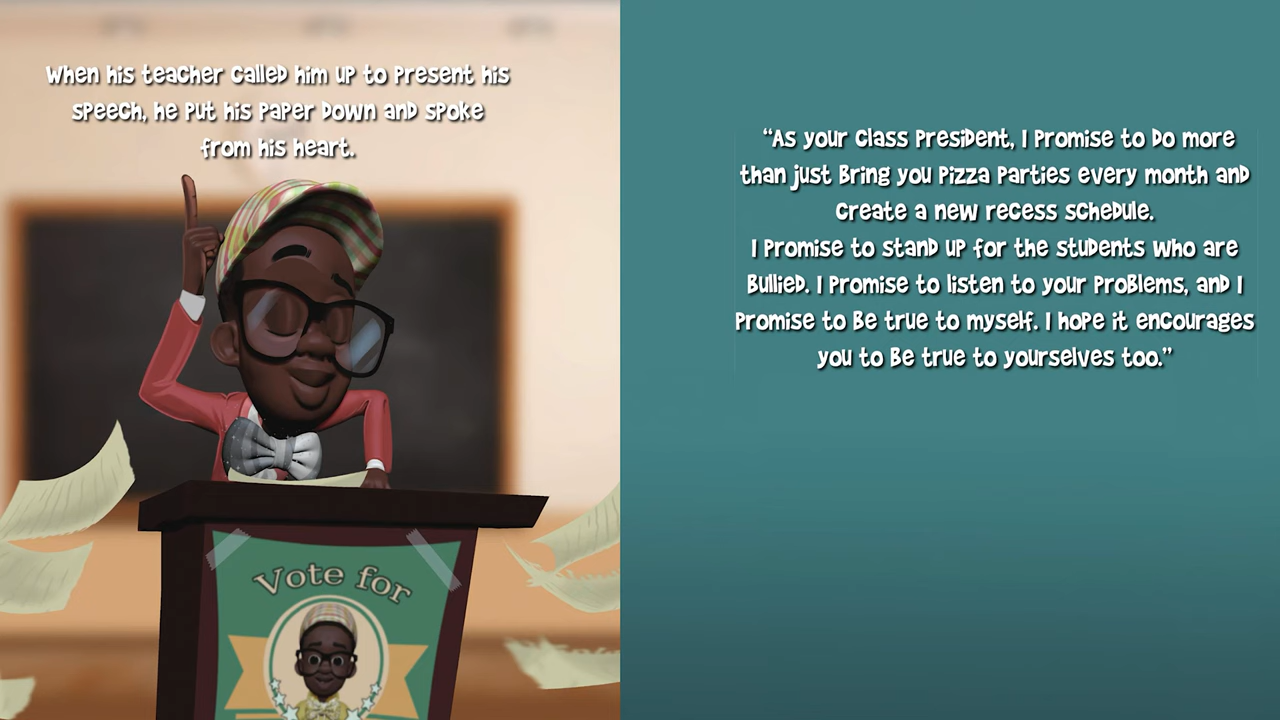 When his teacher called him up to present his
speech, he put his paper down and spoke
from his heart.
Vote for
“As your class president, I promise to do more
than just bring you pizza parties every month and
create a new recess schedule.
I promise to stand up for the students who are
bullied. I promise to listen to your problems, and I
promise to be true to myself. I hope it encourages
you to be true to yourselves too.”